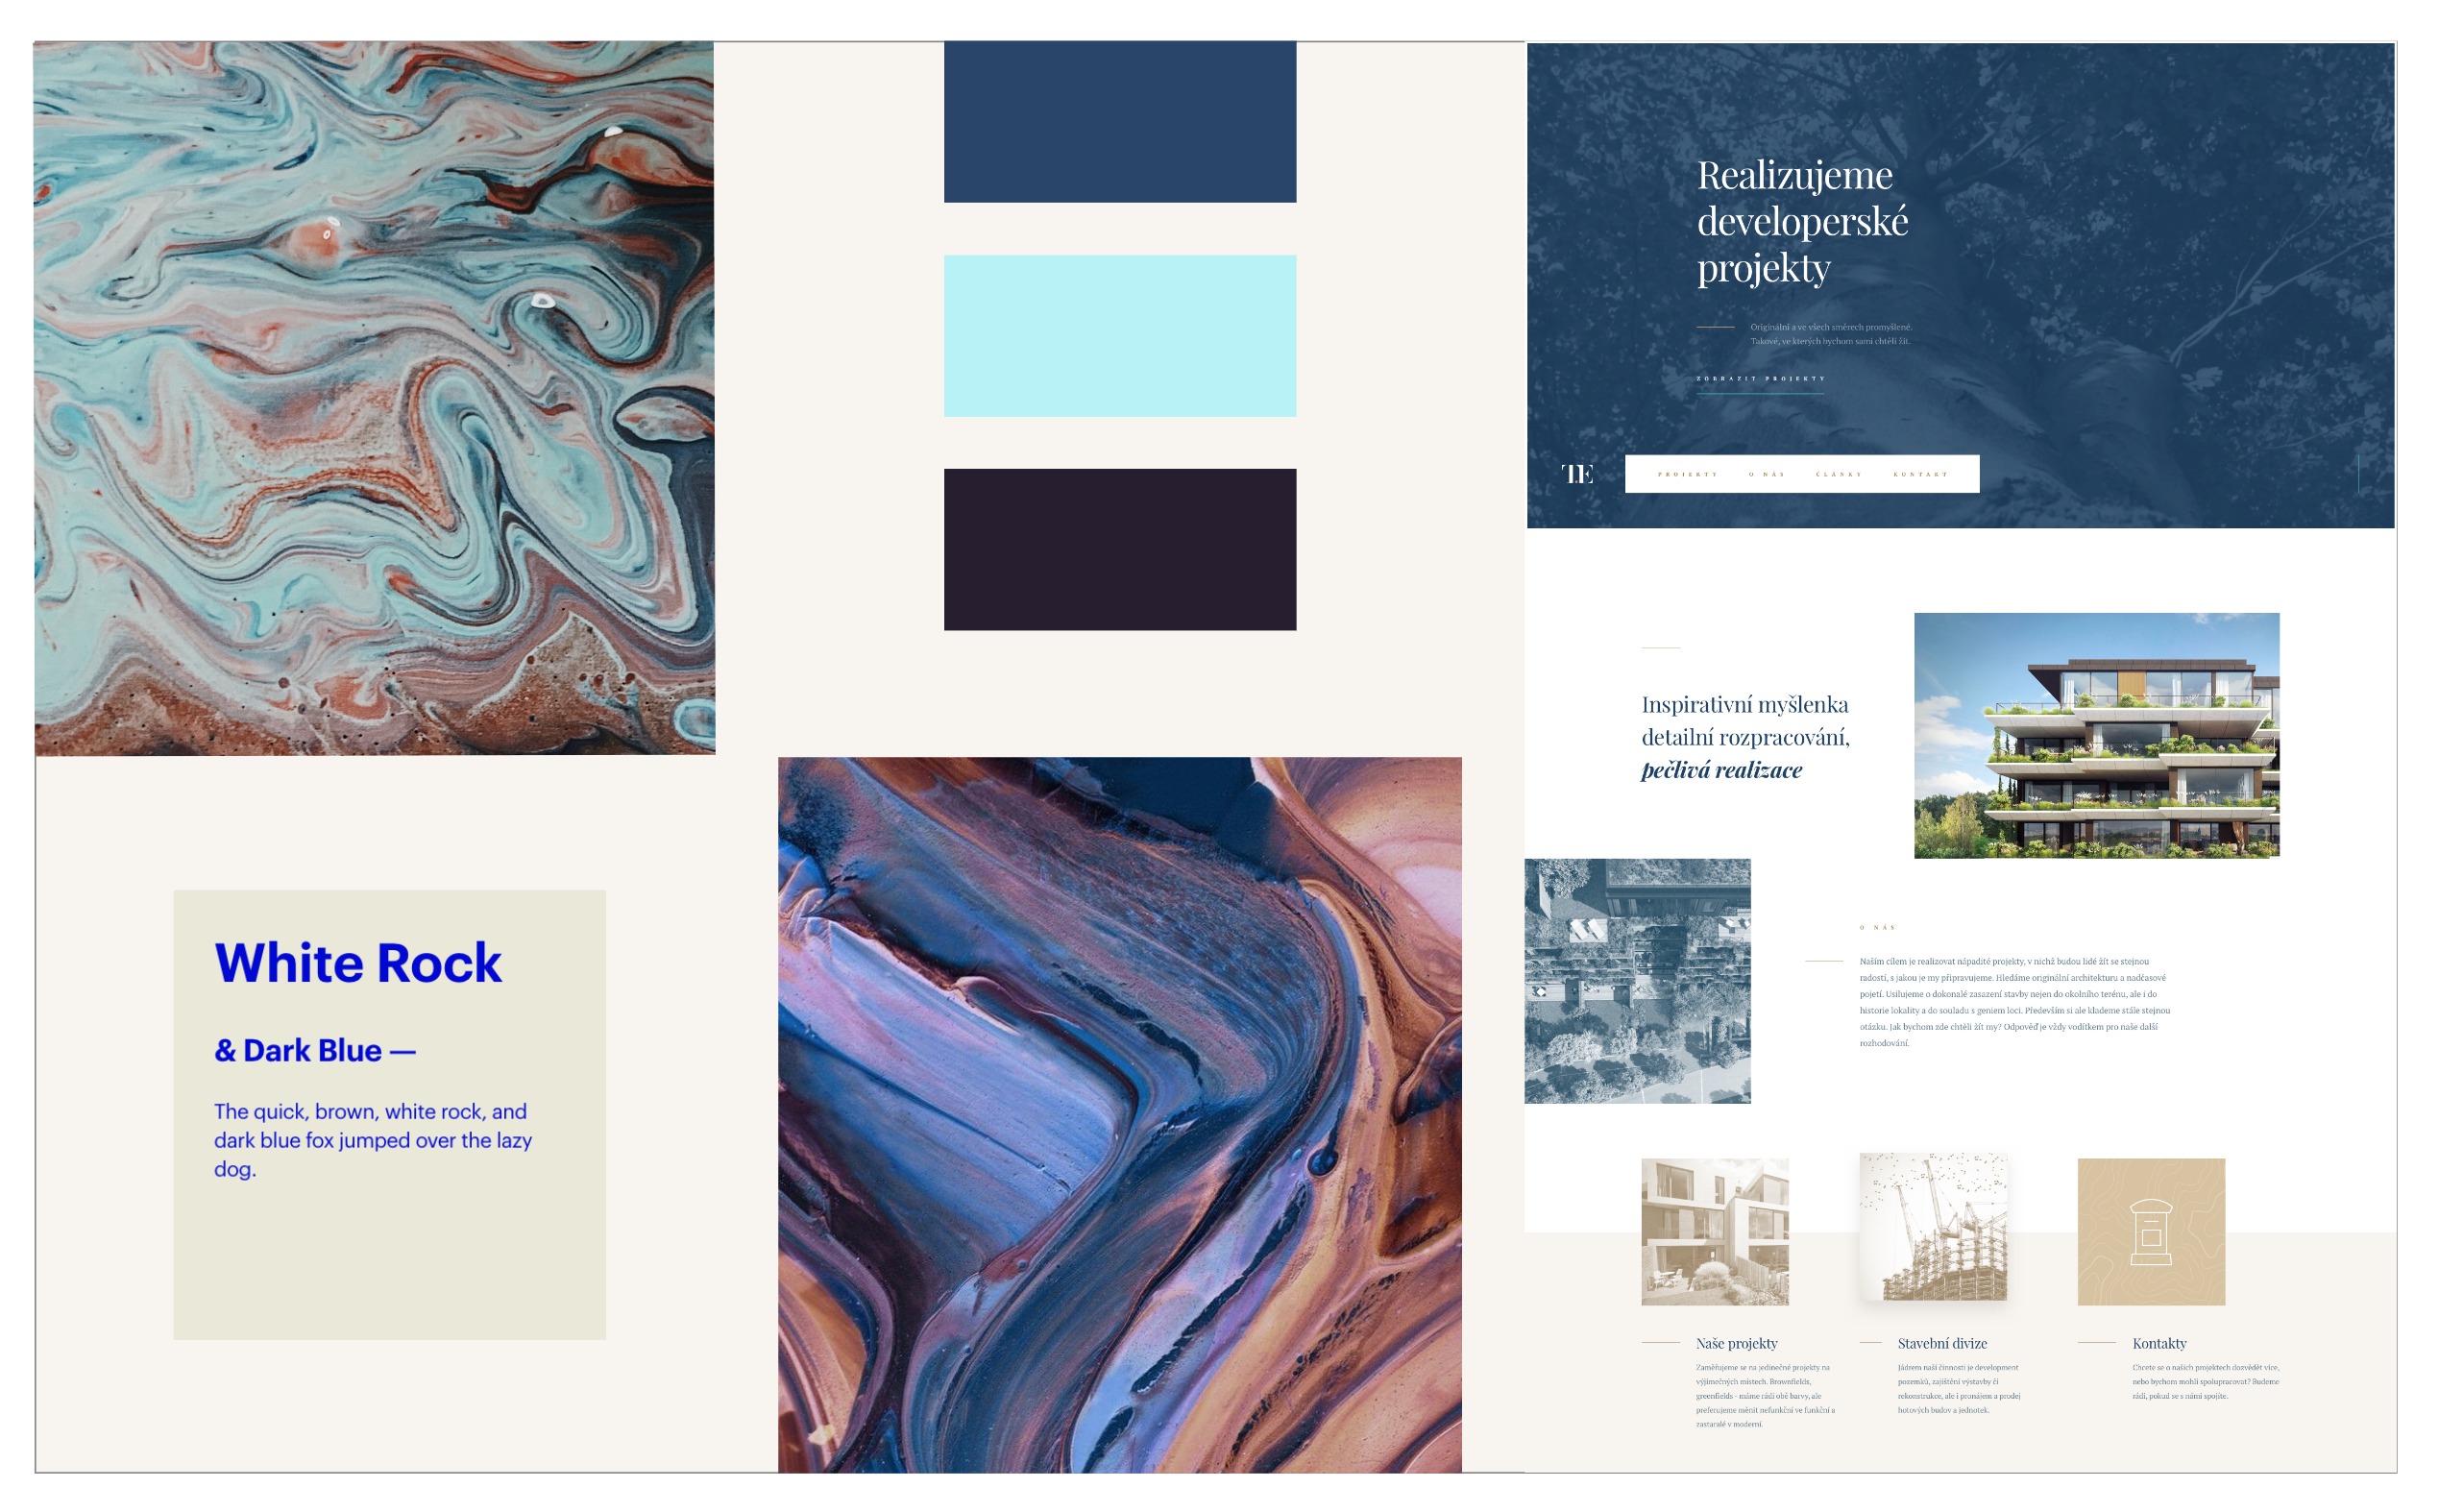 White Rock
& Dark Blue —
The quick, brown, white rock, and
dark blue fox jumped over the lazy
dog.
Realizujeme
developerské
projekty
Originální a ve všech směrech promyšlené.
Takové, ve kterých bychom sami chtěli žít.
ZOBRAZIT PROJEKTY
T.E
PROJEKTY O NÁS ČLÁNKY KONTAKT
Inspirativní myšlenka
detailní rozpracování,
pečlivá realizace
O NÁS
Naším cílem je realizovat nápadité projekty, v nichž budou lidé žít se stejnou
radostí, s jakou je my připravujeme. Hledáme originální architekturu a nadčasové
pojetí. Usilujeme o dokonalé zasazení stavby nejen do okolního terénu, ale i do
historie lokality a do souladu s geniem loci. Především si ale klademe stále stejnou
otázku. Jak bychom zde chtěli žít my? Odpověď je vždy vodítkem pro naše další
rozhodování.
Naše projekty
Zaměřujeme se na jedinečné projekty na
výjimečných místech. Brownfields,
greenfields - máme rádi obě barvy, ale
preferujeme měnit nefunkční ve funkční a
zastaralé v moderní.
Stavební divize
Jádrem naší činnosti je development
pozemků, zajištění výstavby či
rekonstrukce, ale i pronájem a prodej
hotových budov a jednotek.
Kontakty
Chcete se o našich projektech dozvědět více,
nebo bychom mohli spolupracovat? Budeme
rádi, pokud se s námi spojíte.